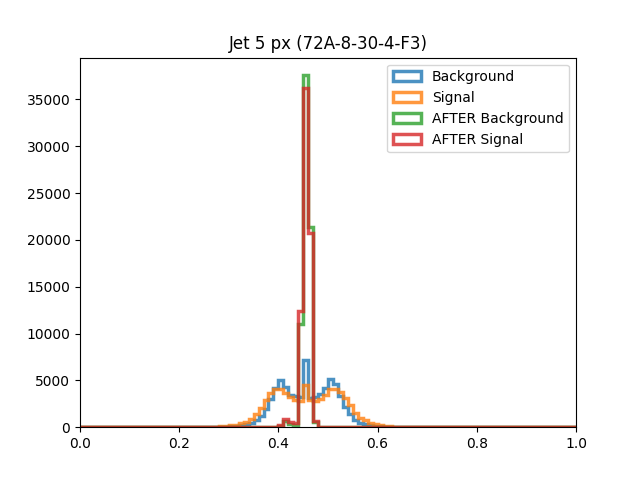 Jet 5 px (72A-8-30-4-F3)
Background
Signal
AFTER Background
AFTER Signal
35000
30000
25000
20000
15000
10000
5000
0
0.0 0.2 0.4 0.6 0.8 1.0